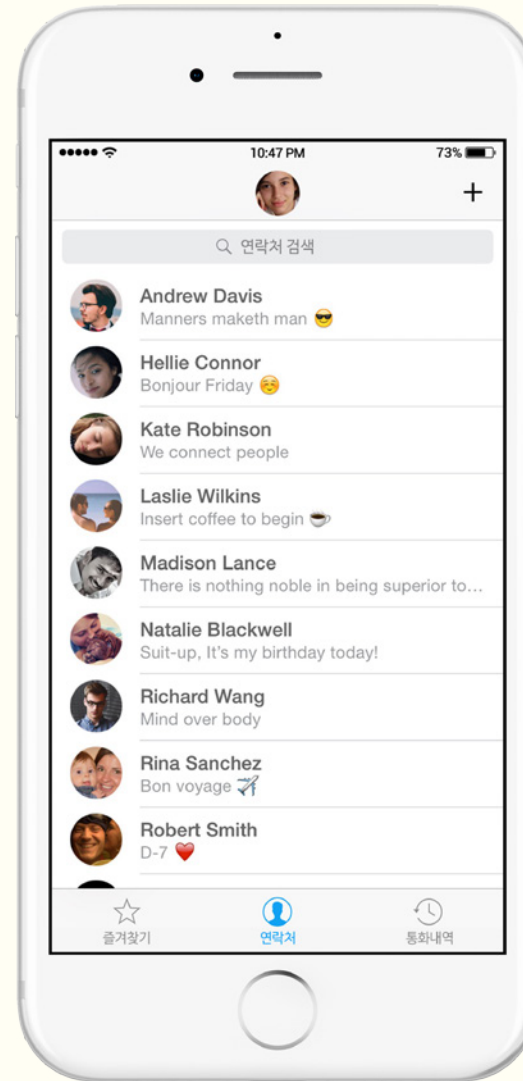 10:47 PM 73%
연락처 검색
Andrew Davis
Manners maketh man 😎
Hellie Connor
Bonjour Friday ☺️
Kate Robinson
We connect people
Laslie Wilkins
Insert coffee to begin ☕
Madison Lance
There is nothing noble in being superior to...
Natalie Blackwell
Suit-up, It's my birthday today!
Richard Wang
Mind over body
Rina Sanchez
Bon voyage ✈️
Robert Smith
D-7 ❤️
즐겨찾기 연락처 통화내역